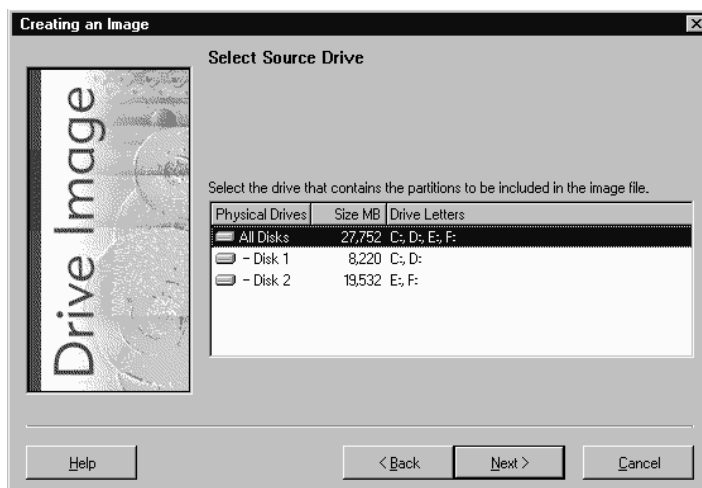 Creating an Image
Drive Image
Select Source Drive
Select the drive that contains the partitions to be included in the image file.
Physical Drives Size MB Drive Letters
All Disks 27,752 C:, D:, E:, F:
- Disk 1 8,220 C:, D:
- Disk 2 19,532 E:, F:
Help < Back Next > Cancel